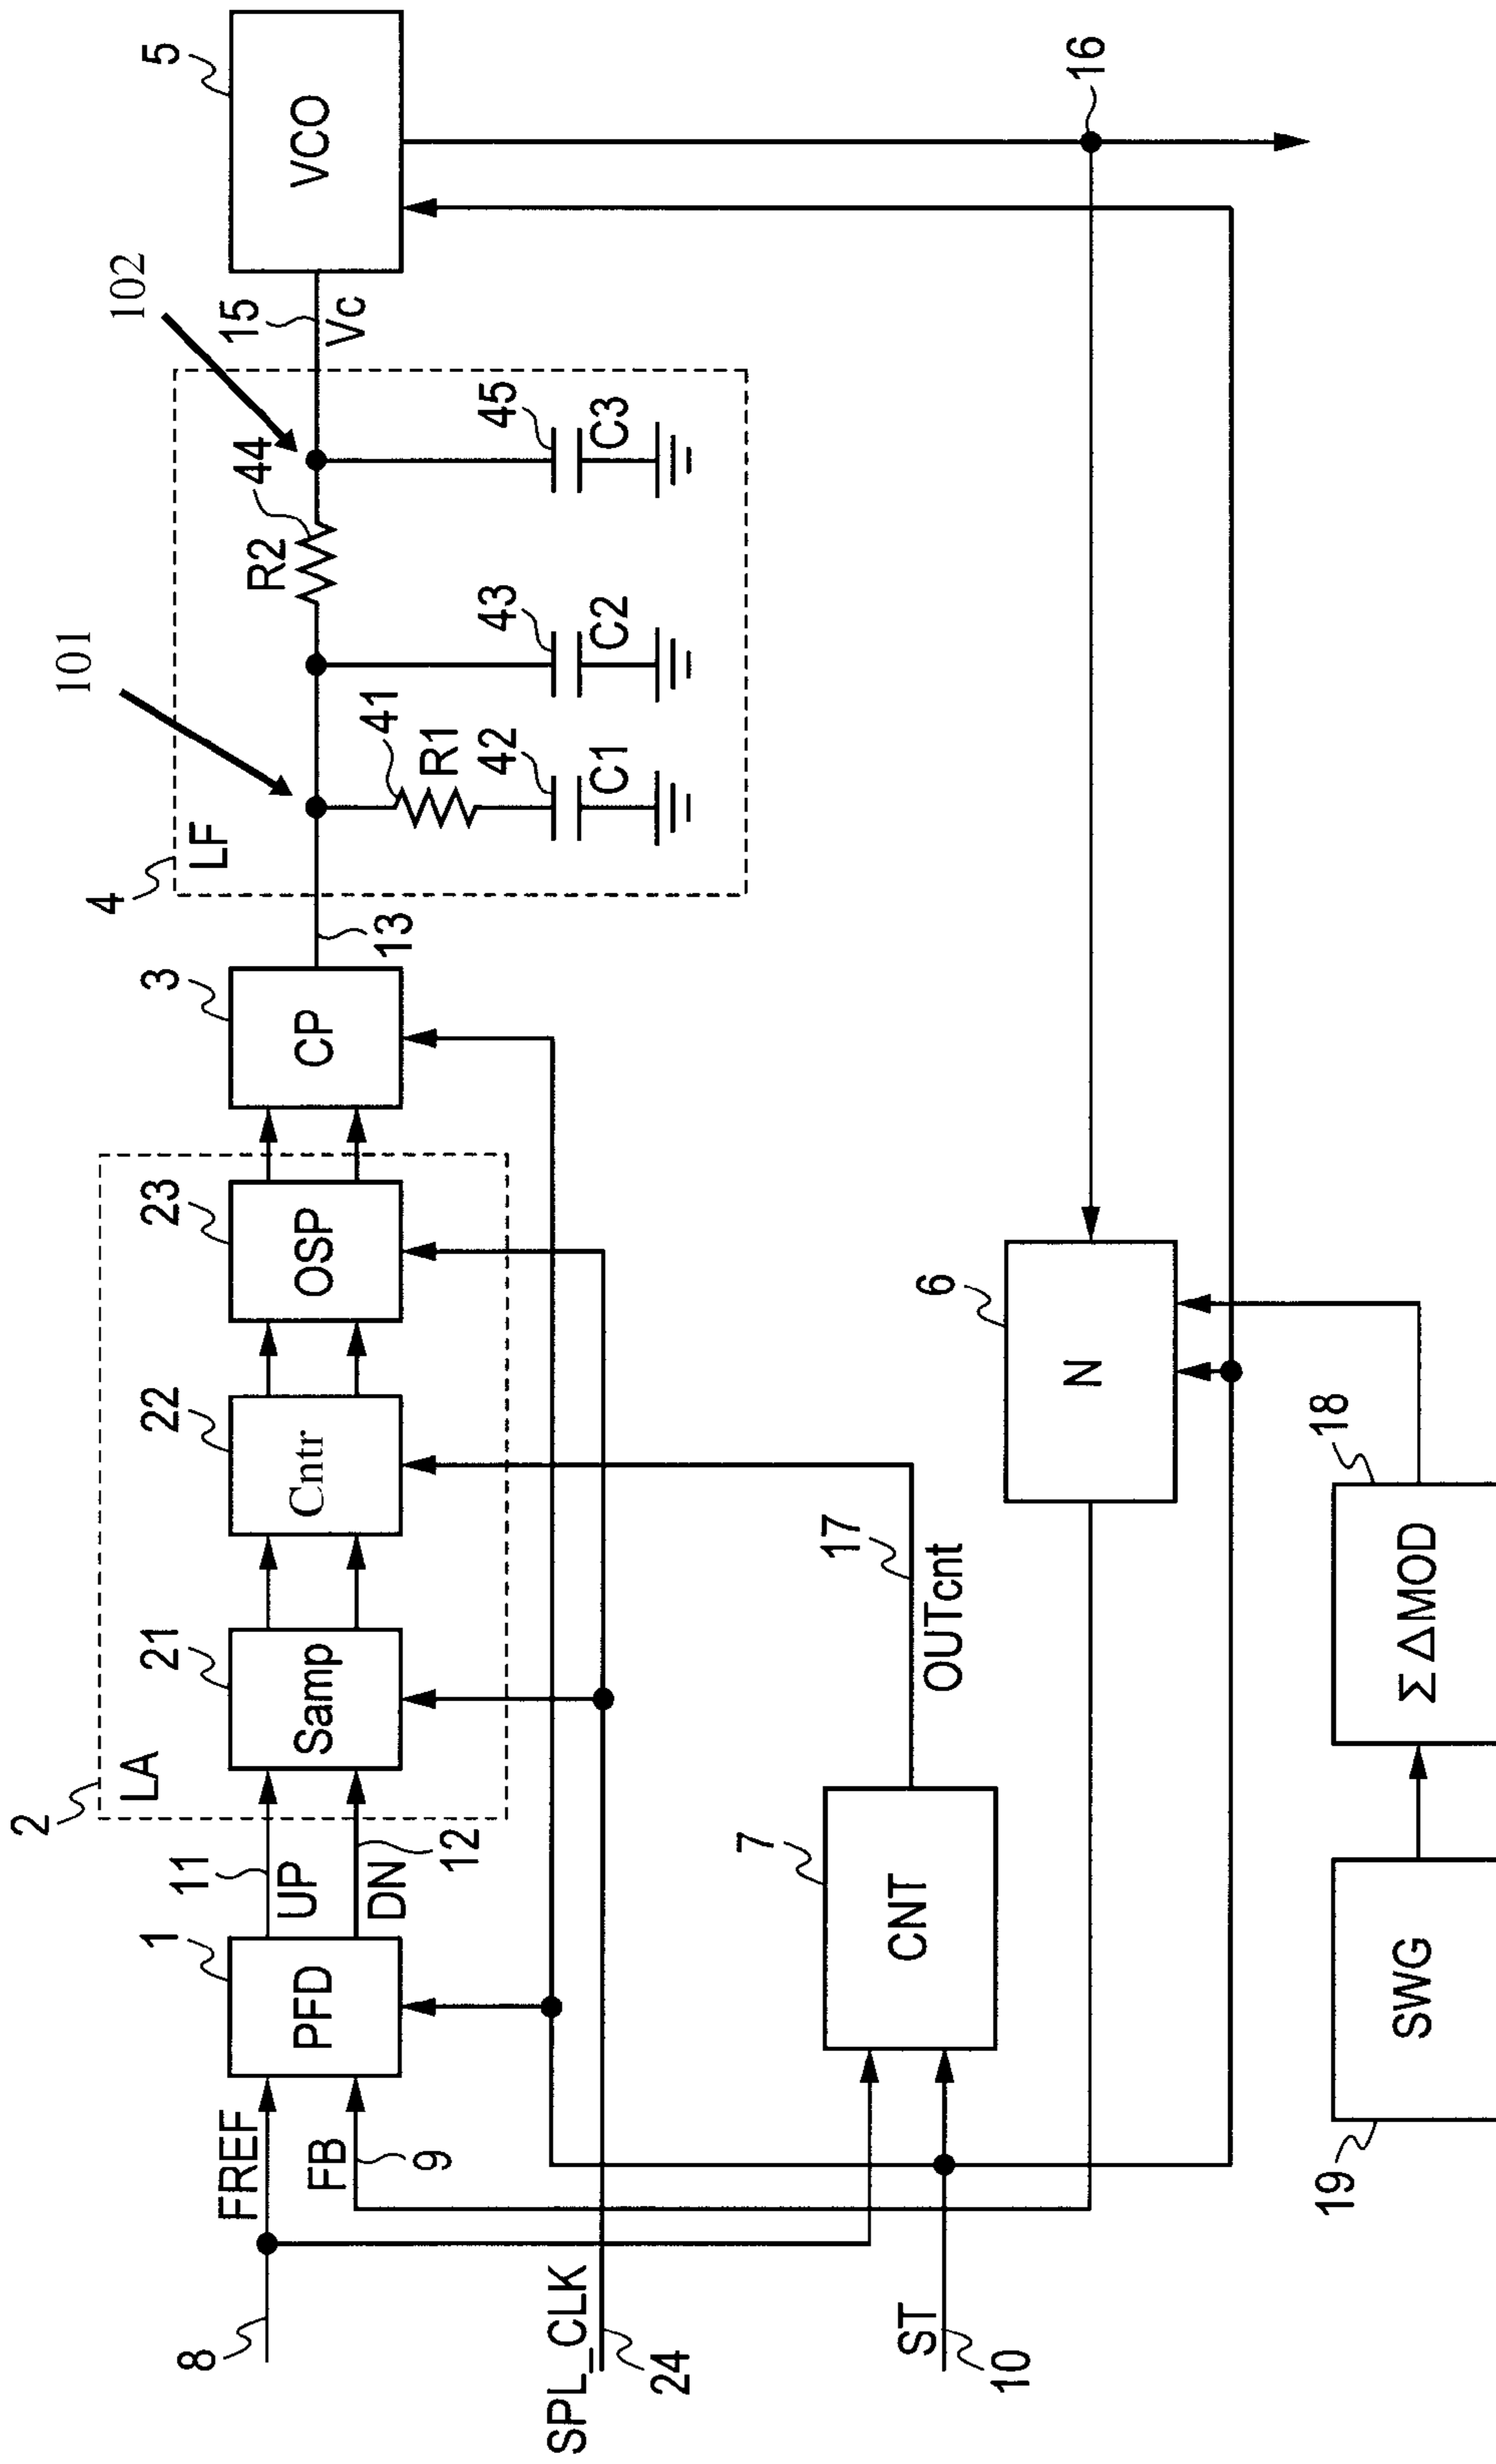 2
LA
1
PFD
11
UP
DN
12
21
Samp
22
Cntr
23
OSP
3
CP
13
4
LF
101
41
R1
42
C1
43
C2
R2
44
45
C3
102
15
Vc
5
VCO
16
8
FREF
FB
9
SPL_CLK
24
ST
10
7
CNT
17
OUTcnt
6
N
19
SWG
18
ΣΔMOD